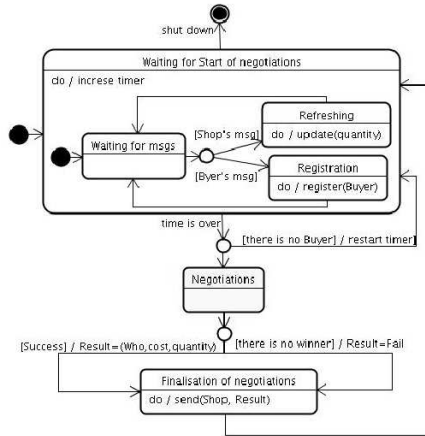 shut down
Waiting for Start of negotiations
do / increse timer
Refreshing
do / update(quantity)
[Shop's msg]
Waiting for msgs
[Byer's msg]
Registration
do / register(Buyer)
time is over
[there is no Buyer] / restart timer]
Negotiations
[Success] / Result=(Who,cost,quantity)
[there is no winner] / Result=Fail
Finalisation of negotiations
do / send(Shop, Result)